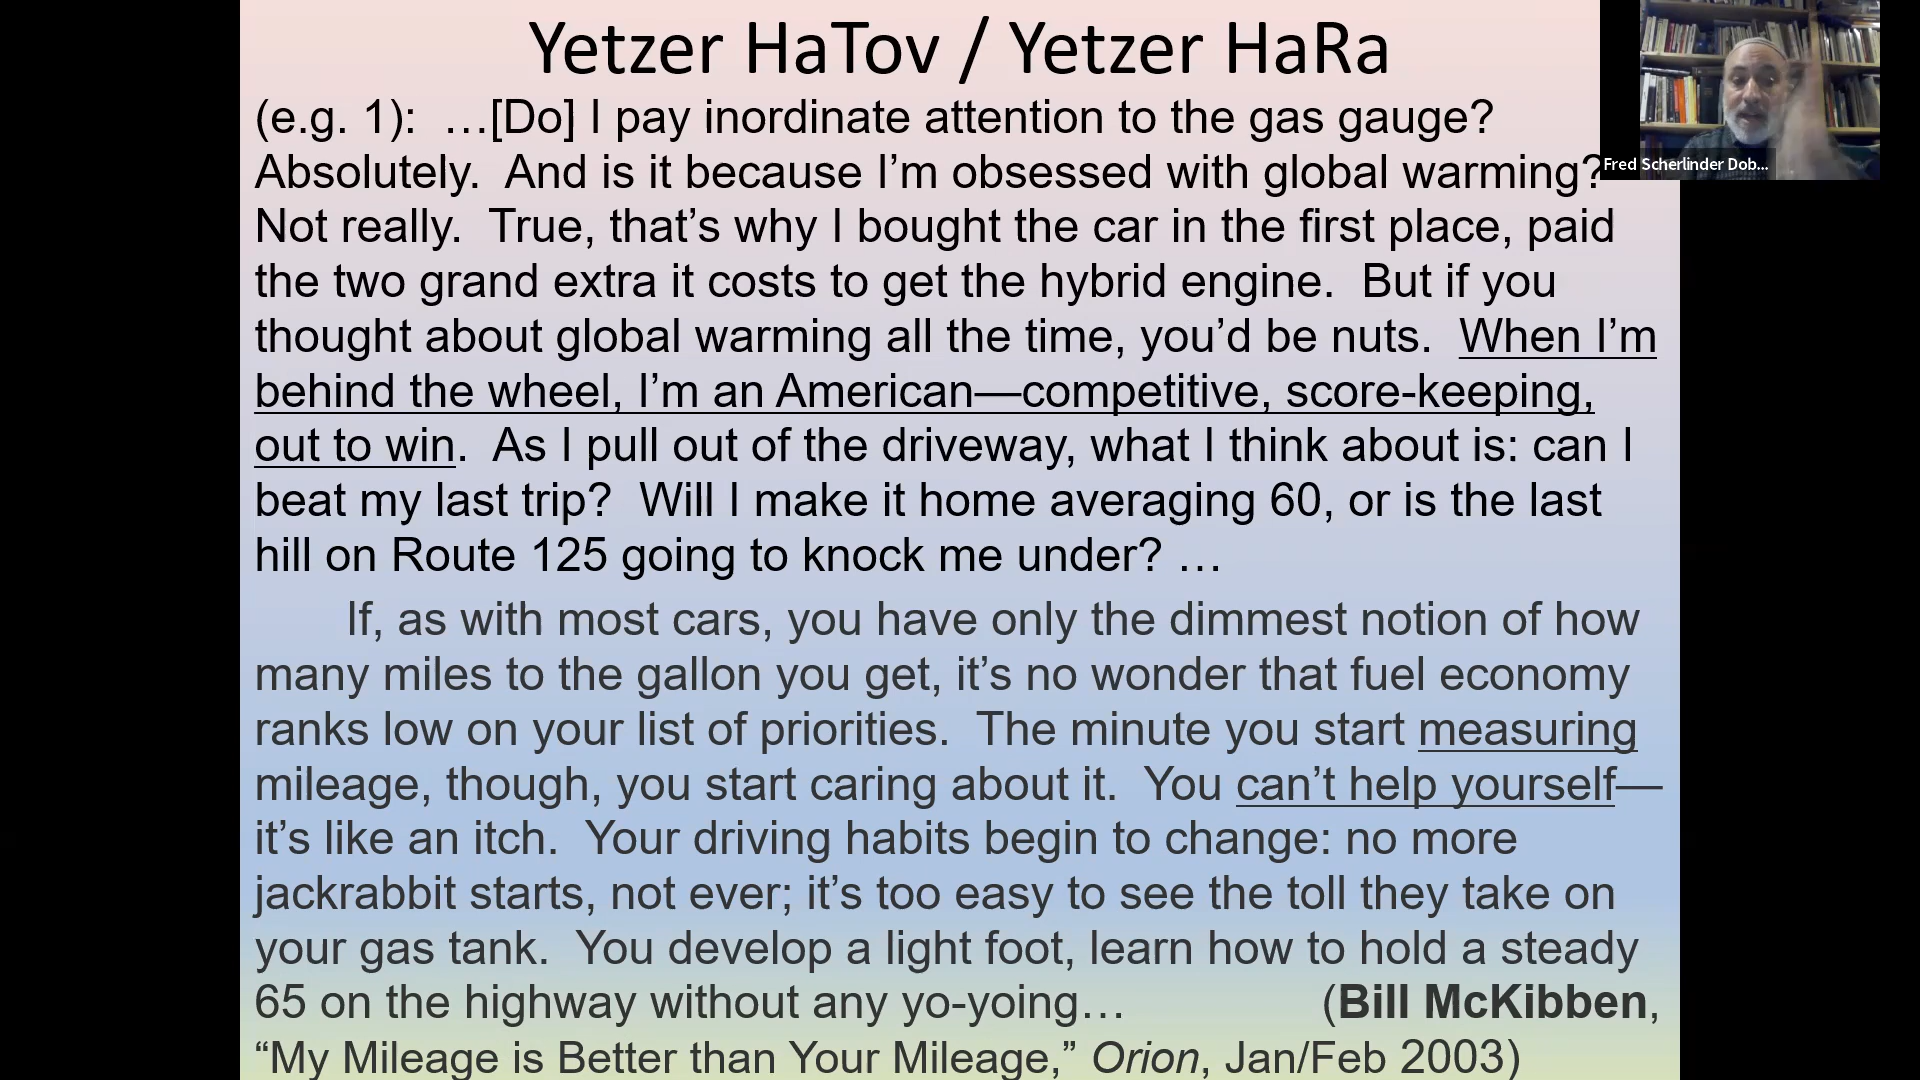 Yetzer HaTov / Yetzer HaRa
(e.g. 1):  …[Do] I pay inordinate attention to the gas gauge?
Absolutely.  And is it because I’m obsessed with global warming?
Not really.  True, that’s why I bought the car in the first place, paid
the two grand extra it costs to get the hybrid engine.  But if you
thought about global warming all the time, you’d be nuts.  When I’m
behind the wheel, I’m an American—competitive, score-keeping,
out to win.  As I pull out of the driveway, what I think about is: can I
beat my last trip?  Will I make it home averaging 60, or is the last
hill on Route 125 going to knock me under? …
If, as with most cars, you have only the dimmest notion of how
many miles to the gallon you get, it’s no wonder that fuel economy
ranks low on your list of priorities.  The minute you start measuring
mileage, though, you start caring about it.  You can’t help yourself—
it’s like an itch.  Your driving habits begin to change: no more
jackrabbit starts, not ever; it’s too easy to see the toll they take on
your gas tank.  You develop a light foot, learn how to hold a steady
65 on the highway without any yo-yoing… (Bill McKibben,
“My Mileage is Better than Your Mileage,” Orion, Jan/Feb 2003)
Fred Scherlinder Dob...